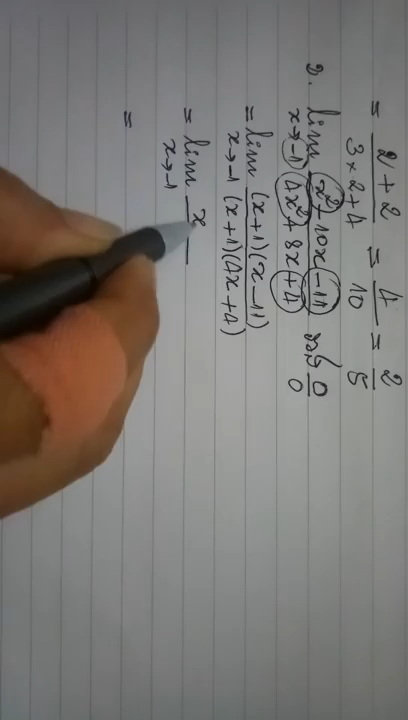 = 2+2 / 3×2+4 = 4/10 = 2/5
2. lim x→-1 x²-10x-11 / 4x²+8x+4 دې 0/0
= lim x→-1 (x+1)(x-11) / (x+1)(4x+4)
= lim x→-1 x
=